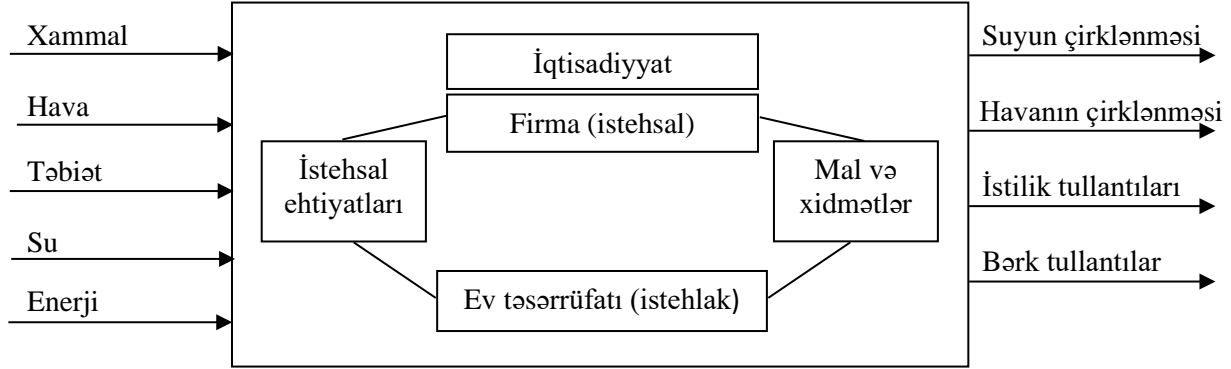 Xammal
Hava
Təbiət
Su
Enerji
İqtisadiyyat
Firma (istehsal)
İstehsal
ehtiyatları
Mal və
xidmətlər
Ev təsərrüfatı (istehlak)
Suyun çirklənməsi
Havanın çirklənməsi
İstilik tullantıları
Bərk tullantılar